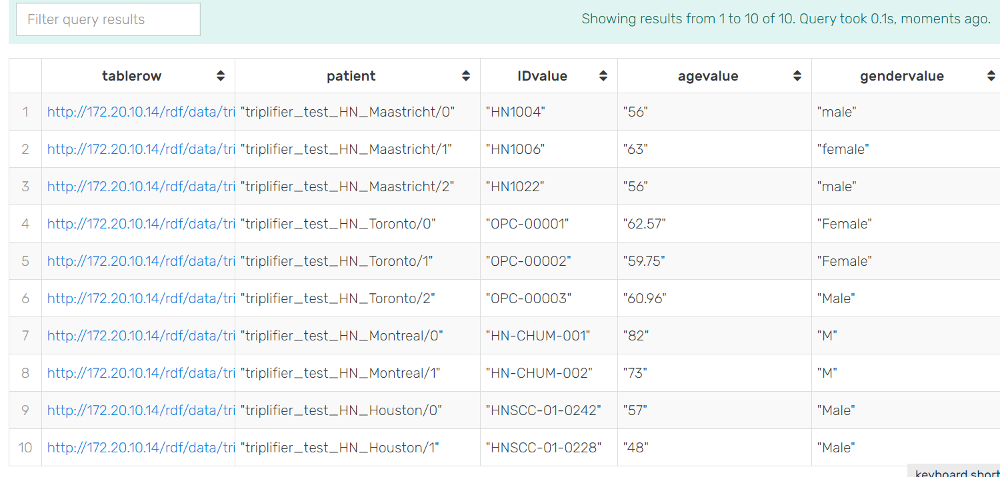 Filter query results Showing results from 1 to 10 of 10. Query took 0.1s, moments ago.
tablerow patient IDvalue agevalue gendervalue
1 http://172.20.10.14/rdf/data/tri "triplifier_test_HN_Maastricht/0" "HN1004" "56" "male"
2 http://172.20.10.14/rdf/data/tri "triplifier_test_HN_Maastricht/1" "HN1006" "63" "female"
3 http://172.20.10.14/rdf/data/tri "triplifier_test_HN_Maastricht/2" "HN1022" "56" "male"
4 http://172.20.10.14/rdf/data/tri "triplifier_test_HN_Toronto/0" "OPC-00001" "62.57" "Female"
5 http://172.20.10.14/rdf/data/tri "triplifier_test_HN_Toronto/1" "OPC-00002" "59.75" "Female"
6 http://172.20.10.14/rdf/data/tri "triplifier_test_HN_Toronto/2" "OPC-00003" "60.96" "Male"
7 http://172.20.10.14/rdf/data/tri "triplifier_test_HN_Montreal/0" "HN-CHUM-001" "82" "M"
8 http://172.20.10.14/rdf/data/tri "triplifier_test_HN_Montreal/1" "HN-CHUM-002" "73" "M"
9 http://172.20.10.14/rdf/data/tri "triplifier_test_HN_Houston/0" "HNSCC-01-0242" "57" "Male"
10 http://172.20.10.14/rdf/data/tri "triplifier_test_HN_Houston/1" "HNSCC-01-0228" "48" "Male"
keyboard short